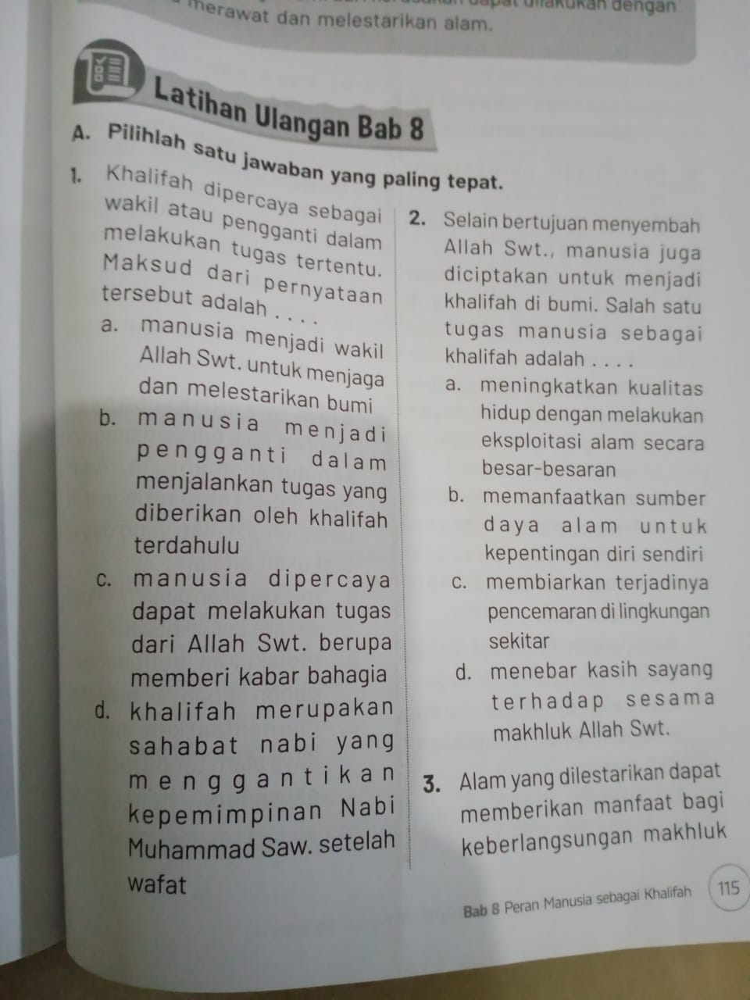 merawat dan melestarikan alam.
Latihan Ulangan Bab 8
A. Pilihlah satu jawaban yang paling tepat.
1. Khalifah dipercaya sebagai
wakil atau pengganti dalam
melakukan tugas tertentu.
Maksud dari pernyataan
tersebut adalah . . . .
a. manusia menjadi wakil
Allah Swt. untuk menjaga
dan melestarikan bumi
b. manusia menjadi
pengganti dalam
menjalankan tugas yang
diberikan oleh khalifah
terdahulu
c. manusia dipercaya
dapat melakukan tugas
dari Allah Swt. berupa
memberi kabar bahagia
d. khalifah merupakan
sahabat nabi yang
menggantikan
kepemimpinan Nabi
Muhammad Saw. setelah
wafat
2. Selain bertujuan menyembah
Allah Swt., manusia juga
diciptakan untuk menjadi
khalifah di bumi. Salah satu
tugas manusia sebagai
khalifah adalah . . . .
a. meningkatkan kualitas
hidup dengan melakukan
eksploitasi alam secara
besar-besaran
b. memanfaatkan sumber
daya alam untuk
kepentingan diri sendiri
c. membiarkan terjadinya
pencemaran di lingkungan
sekitar
d. menebar kasih sayang
terhadap sesama
makhluk Allah Swt.
3. Alam yang dilestarikan dapat
memberikan manfaat bagi
keberlangsungan makhluk
Bab 8 Peran Manusia sebagai Khalifah 115